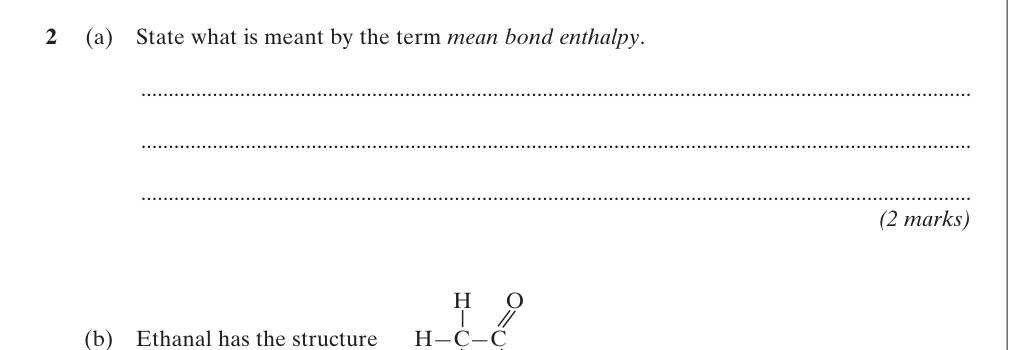 2 (a) State what is meant by the term mean bond enthalpy.
(2 marks)
H O
(b) Ethanal has the structure H–C–C